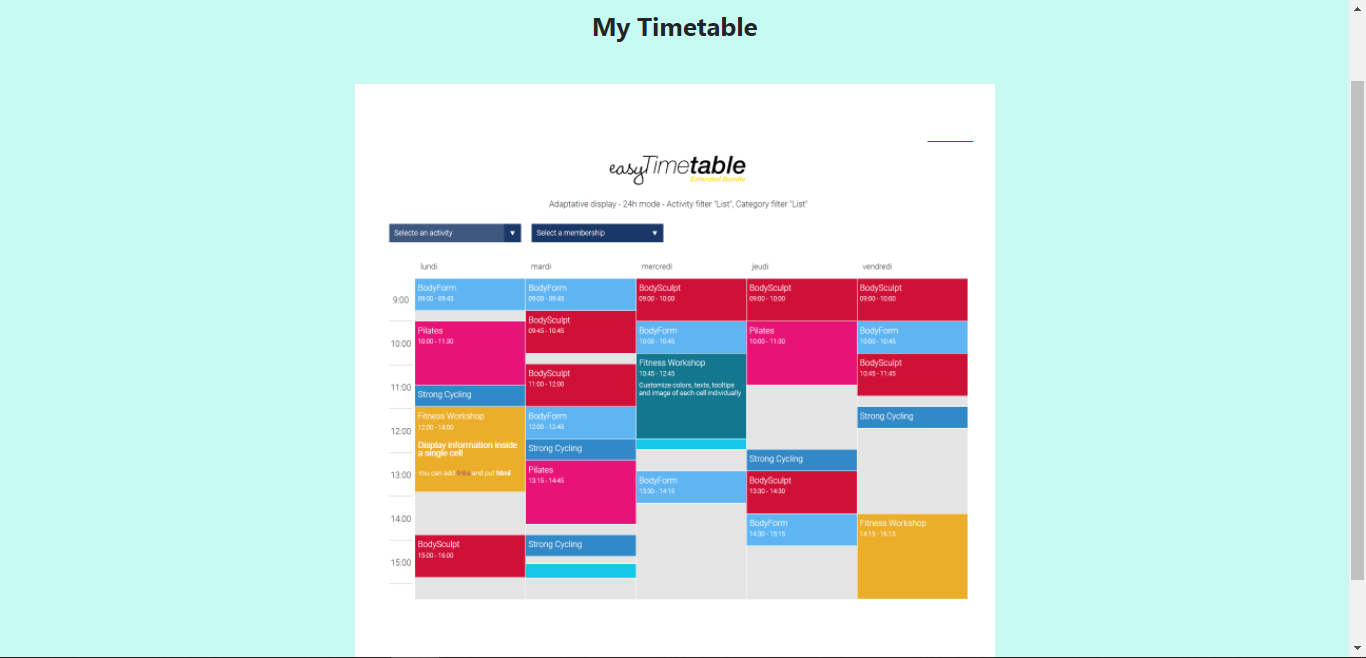 My Timetable
easyTimetable
Extended Bundle
Adaptative display - 24h mode - Activity filter "List", Category filter "List"
Selecte an activity
Select a membership
lundi
mardi
mercredi
jeudi
vendredi
9:00
10:00
11:00
12:00
13:00
14:00
15:00
BodyForm
09:00 - 09:45
Pilates
10:00 - 11:30
Strong Cycling
Fitness Workshop
12:00 - 14:00
Display information inside
a single cell
You can add links and put html
BodySculpt
15:00 - 16:00
BodyForm
09:00 - 09:45
BodySculpt
09:45 - 10:45
BodySculpt
11:00 - 12:00
BodyForm
12:00 - 12:45
Strong Cycling
Pilates
13:15 - 14:45
Strong Cycling
BodySculpt
09:00 - 10:00
BodyForm
10:00 - 10:45
Fitness Workshop
10:45 - 12:45
Customize colors, texts, tooltips
and image of each cell individually
BodyForm
13:30 - 14:15
BodySculpt
09:00 - 10:00
Pilates
10:00 - 11:30
Strong Cycling
BodySculpt
13:30 - 14:30
BodyForm
14:30 - 15:15
BodySculpt
09:00 - 10:00
BodyForm
10:00 - 10:45
BodySculpt
10:45 - 11:45
Strong Cycling
Fitness Workshop
14:15 - 16:15